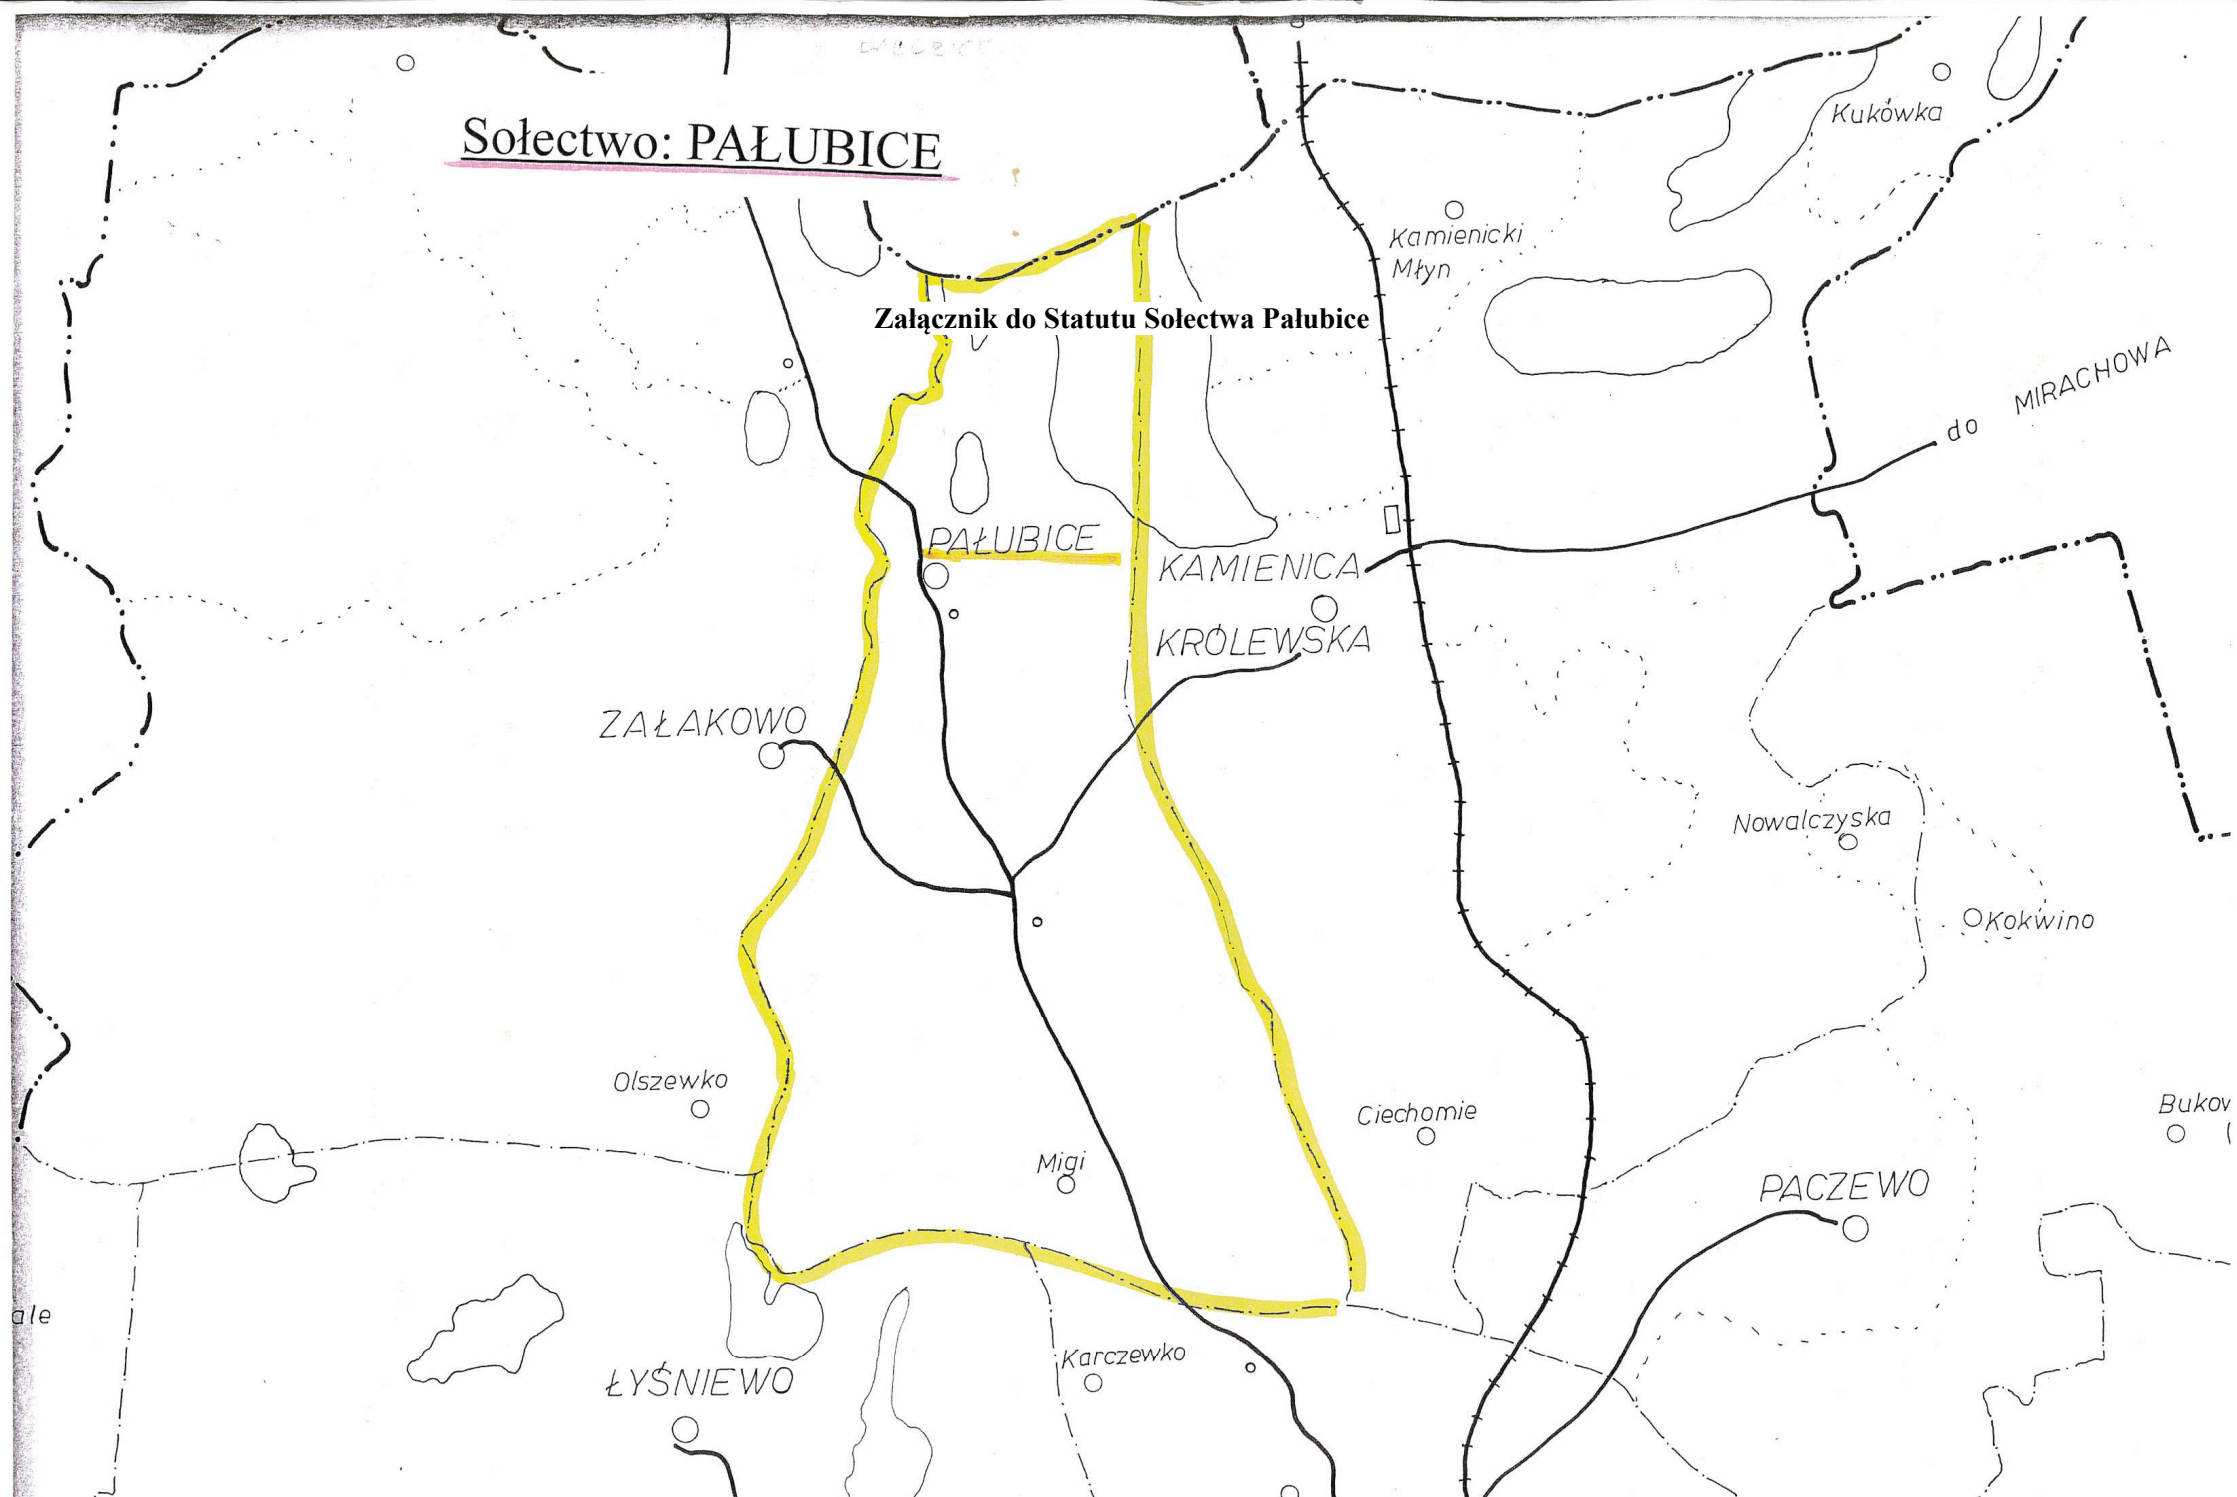 Sołectwo: PAŁUBICE
Kukówka
Kamienicki
Młyn
Załącznik do Statutu Sołectwa Pałubice
do MIRACHOWA
PAŁUBICE
KAMIENICA
KRÓLEWSKA
ZAŁAKOWO
Nowalczyska
Kokwino
Olszewko
Ciechomie
Bukow
Migi
PACZEWO
ale
Karczewko
ŁYŚNIEWO